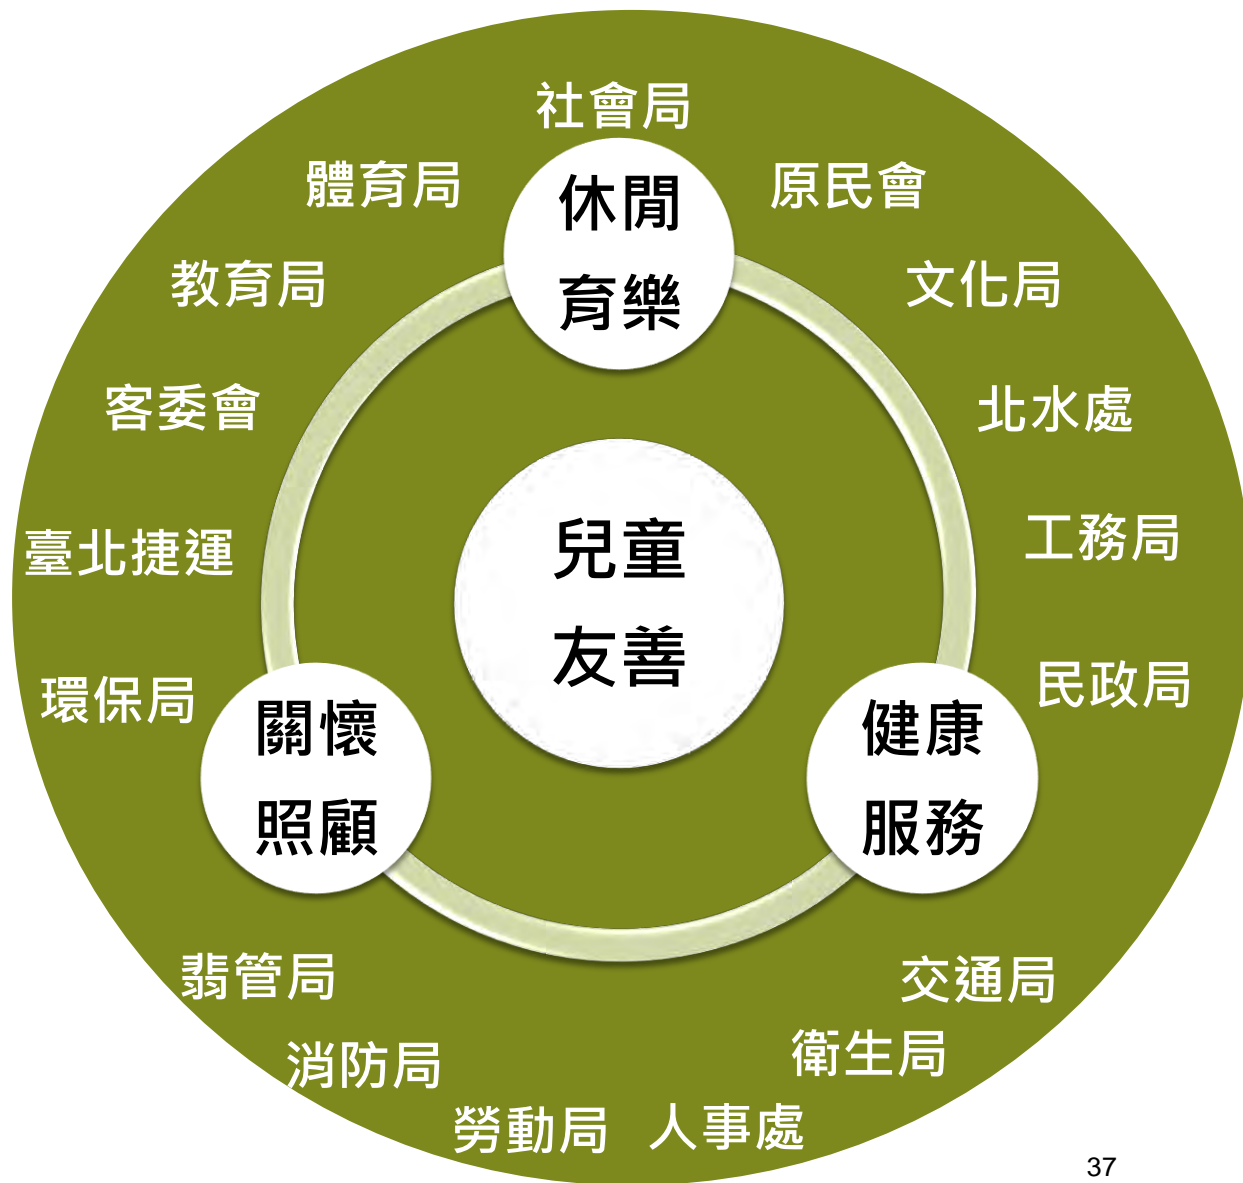 社會局
體育局
原民會
休閒
育樂
教育局
文化局
客委會
北水處
臺北捷運
工務局
兒童
友善
環保局
民政局
關懷
照顧
健康
服務
翡管局
交通局
消防局
衛生局
勞動局
人事處
37